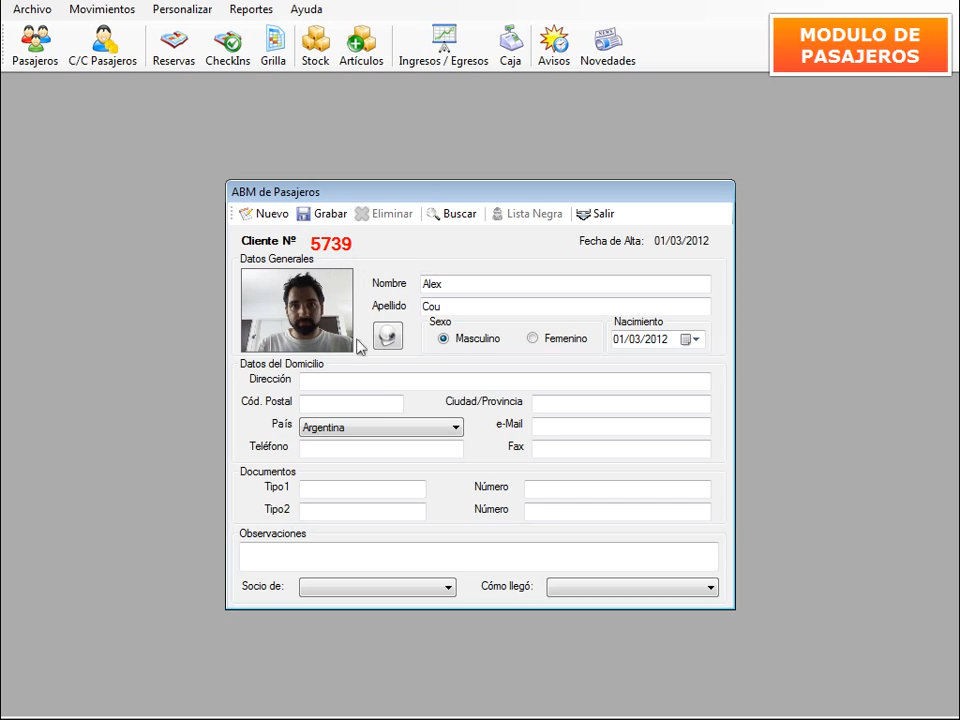 Archivo Movimientos Personalizar Reportes Ayuda
Pasajeros C/C Pasajeros Reservas CheckIns Grilla Stock Artículos Ingresos / Egresos Caja Avisos Novedades
MODULO DE
PASAJEROS
ABM de Pasajeros
Nuevo Grabar Eliminar Buscar Lista Negra Salir
Cliente Nº 5739 Fecha de Alta: 01/03/2012
Datos Generales
Nombre Alex
Apellido Cou
Sexo Nacimiento
Masculino Femenino 01/03/2012
Datos del Domicilio
Dirección
Cód. Postal Ciudad/Provincia
País Argentina e-Mail
Teléfono Fax
Documentos
Tipo1 Número
Tipo2 Número
Observaciones
Socio de: Cómo llegó: